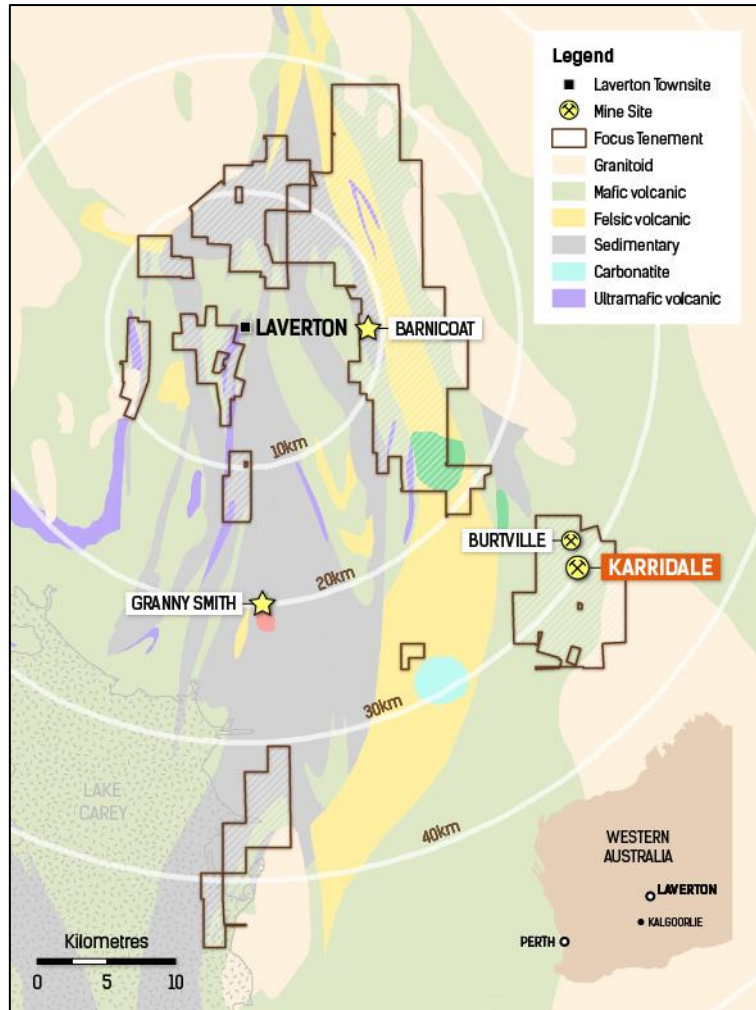 Legend
Laverton Townsite
Mine Site
Focus Tenement
Granitoid
Mafic volcanic
Felsic volcanic
Sedimentary
Carbonatite
Ultramafic volcanic
LAVERTON
BARNICOAT
10km
BURTVILLE
KARRIDALE
20km
GRANNY SMITH
30km
LAKE
CAREY
40km
WESTERN
AUSTRALIA
LAVERTON
KALGOORLIE
PERTH
Kilometres
0 5 10